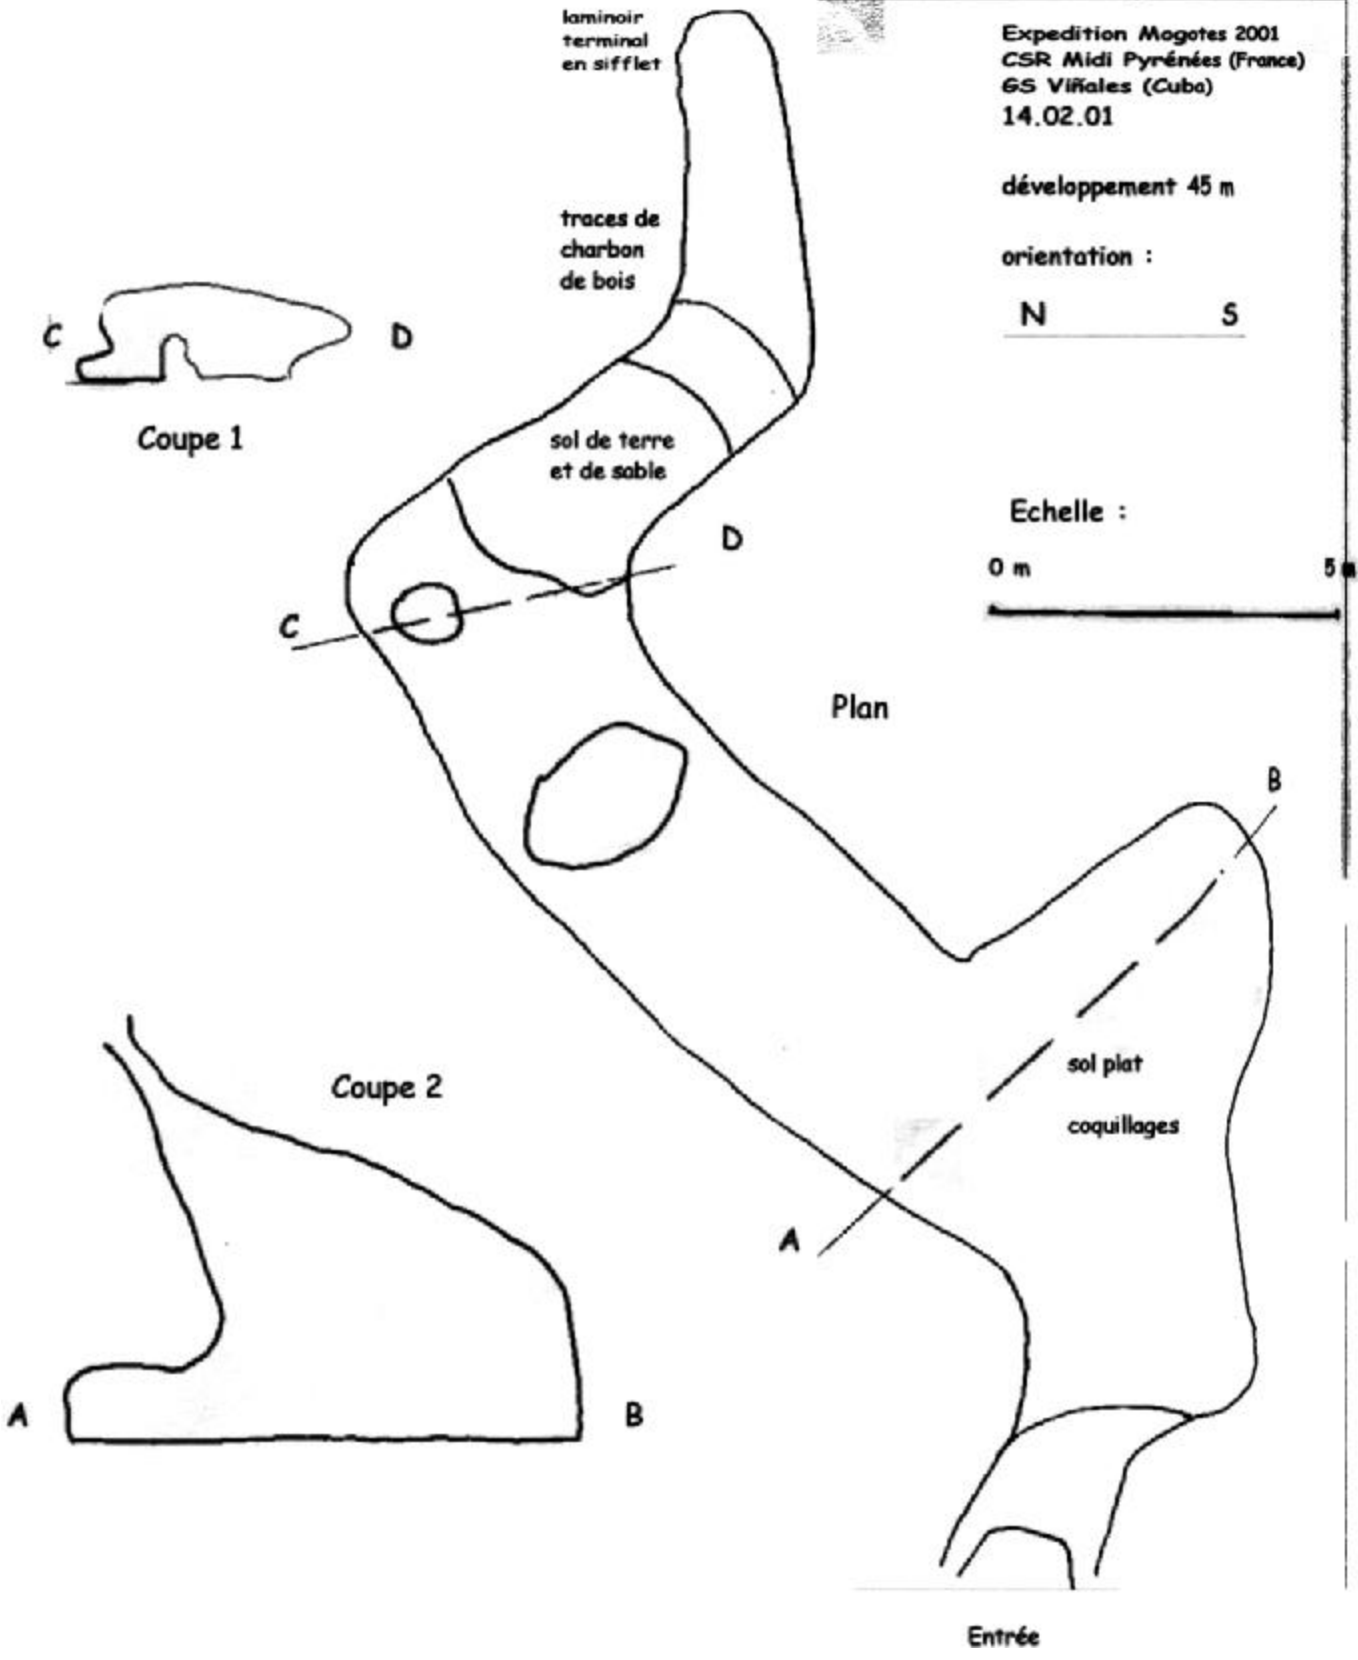 laminoir
terminal
en sifflet
Expedition Mogotes 2001
CSR Midi Pyrénées (France)
GS Viñales (Cuba)
14.02.01
développement 45 m
orientation :
N S
traces de
charbon
de bois
C D
Coupe 1
sol de terre
et de sable
D
C
Echelle :
0 m 5 m
Plan
B
sol plat
coquillages
A
Coupe 2
A B
Entrée